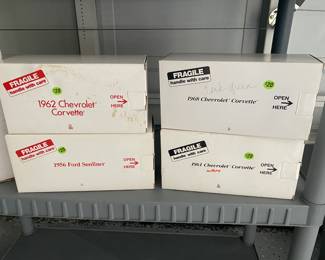 FRAGILE
handle with care
1962 Chevrolet
Corvette
OPEN
HERE
FRAGILE
handle with care
1968 Chevrolet Corvette
OPEN
HERE
FRAGILE
handle with care
1956 Ford Sunliner
OPEN
HERE
FRAGILE
handle with care
Chevrolet Corvette
OPEN
HERE